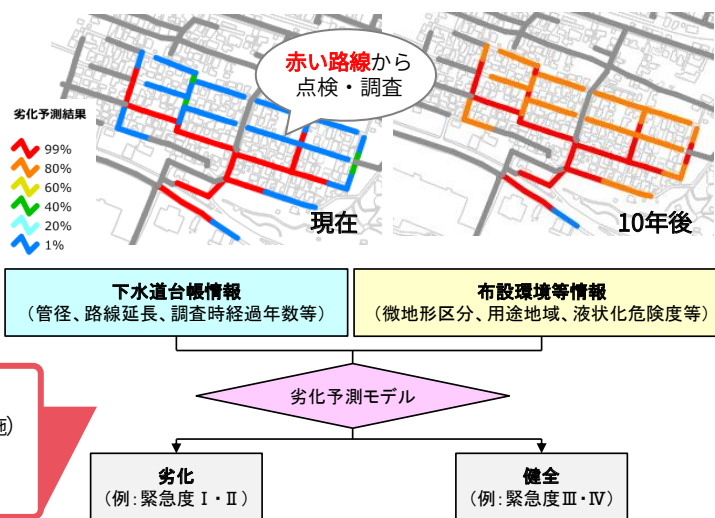 赤い路線から
点検・調査
劣化予測結果
99%
80%
60%
40%
20%
1%
現在
10年後
下水道台帳情報
（管径、路線延長、調査時経過年数等）
布設環境等情報
（微地形区分、用途地域、液状化危険度等）
劣化予測モデル
施）
劣化
（例：緊急度Ⅰ・Ⅱ）
健全
（例：緊急度Ⅲ・Ⅳ）